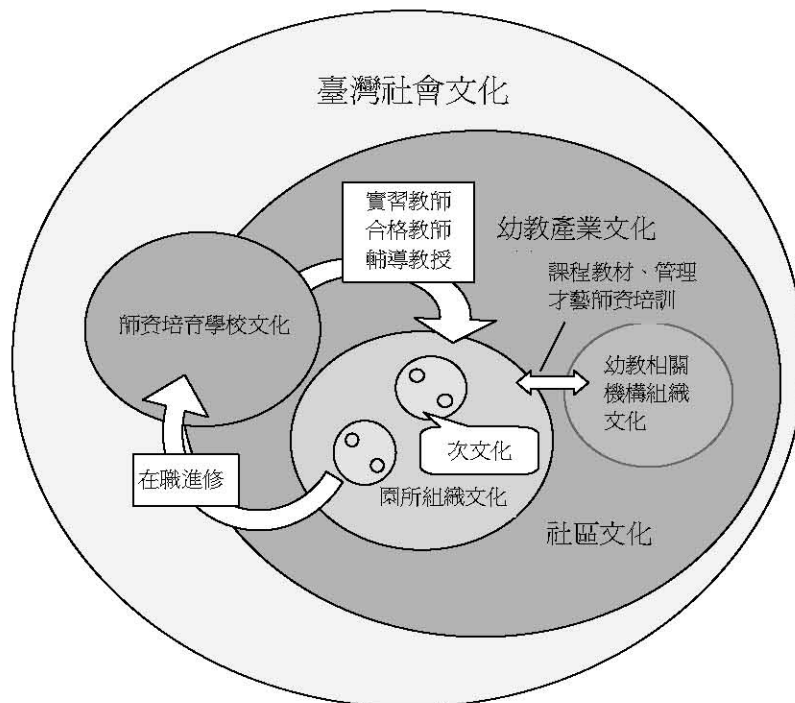 臺灣社會文化
實習教師
合格教師
輔導教授
幼教產業文化
課程教材、管理
才藝師資培訓
師資培育學校文化
幼教相關
機構組織
文化
次文化
在職進修
園所組織文化
社區文化